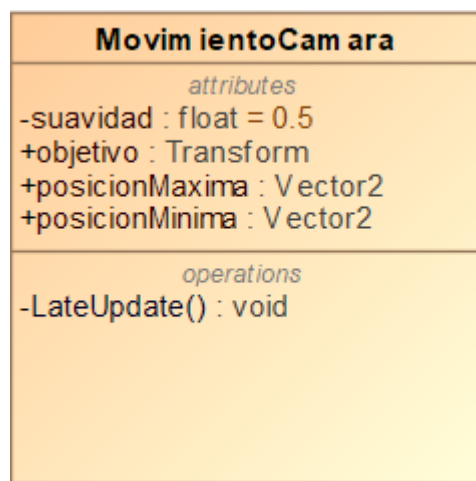 MovimientoCamara
attributes
-suavidad : float = 0.5
+objetivo : Transform
+posicionMaxima : Vector2
+posicionMinima : Vector2
operations
-LateUpdate() : void